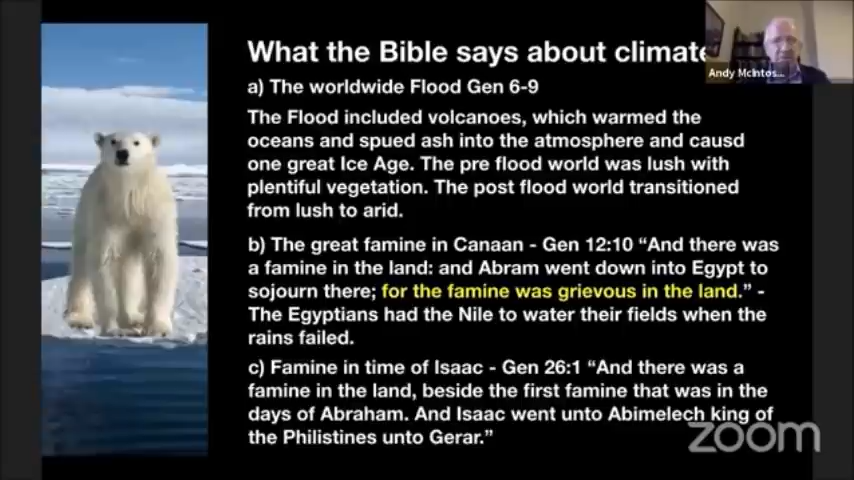 What the Bible says about climate
Andy McIntos...
a) The worldwide Flood Gen 6-9
The Flood included volcanoes, which warmed the
oceans and spued ash into the atmosphere and causd
one great Ice Age. The pre flood world was lush with
plentiful vegetation. The post flood world transitioned
from lush to arid.
b) The great famine in Canaan - Gen 12:10 “And there was
a famine in the land: and Abram went down into Egypt to
sojourn there; for the famine was grievous in the land.” -
The Egyptians had the Nile to water their fields when the
rains failed.
c) Famine in time of Isaac - Gen 26:1 “And there was a
famine in the land, beside the first famine that was in the
days of Abraham. And Isaac went unto Abimelech king of
the Philistines unto Gerar.”
zoom